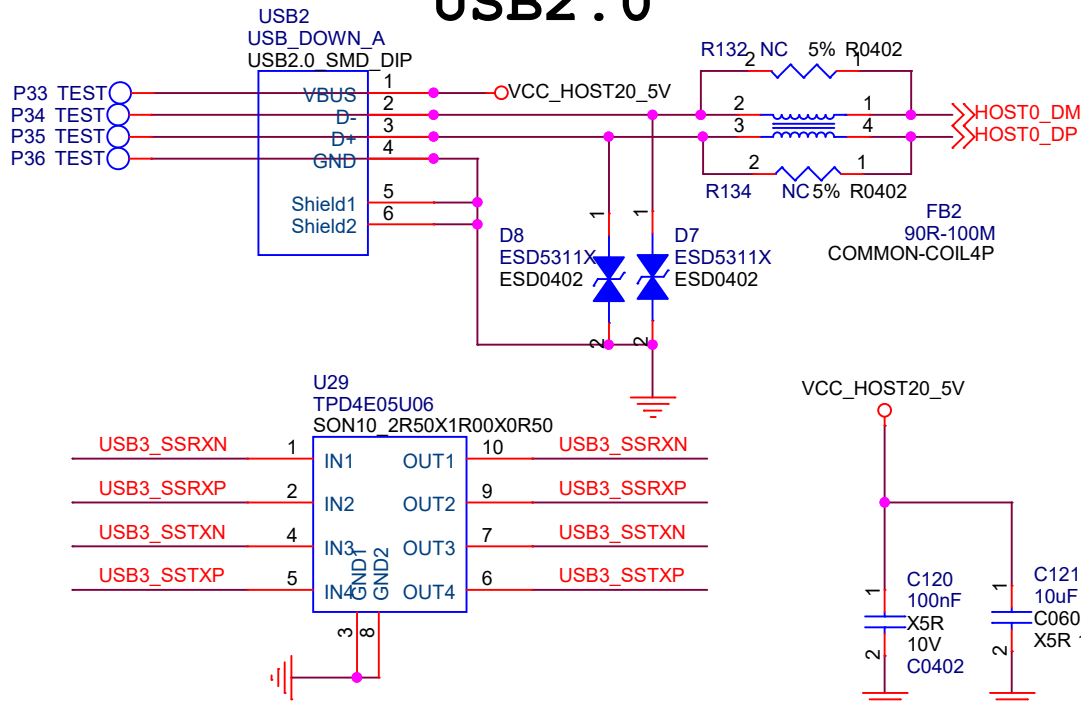 USB2.0
USB2
USB_DOWN_A
USB2.0_SMD_DIP
P33 TEST
P34 TEST
P35 TEST
P36 TEST
VBUS
D-
D+
GND
Shield1
Shield2
1
2
3
4
5
6
VCC_HOST20_5V
R132 NC 5% R0402
2 1
2 1
3 4
2 1
R134 NC 5% R0402
HOST0_DM
HOST0_DP
FB2
90R-100M
COMMON-COIL4P
1 1
D8
ESD5311X
ESD0402
D7
ESD5311X
ESD0402
2 2
U29
TPD4E05U06
SON10_2R50X1R00X0R50
USB3_SSRXN 1 IN1 OUT1 10 USB3_SSRXN
USB3_SSRXP 2 IN2 OUT2 9 USB3_SSRXP
USB3_SSTXN 4 IN3 OUT3 7 USB3_SSTXN
USB3_SSTXP 5 IN4 OUT4 6 USB3_SSTXP
GND1 GND2
3 8
VCC_HOST20_5V
1
C120
100nF
X5R
10V
C0402
2
1
C121
10uF
C060
X5R
2